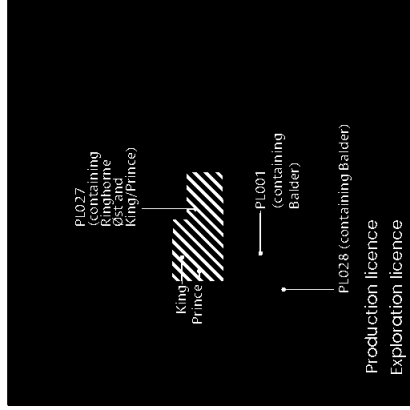 PL027
(containing
Ringhorne
Øst and
King/Prince)
King
Prince
PL001
(containing
Balder)
PL028 (containing Balder)
Production licence
Exploration licence